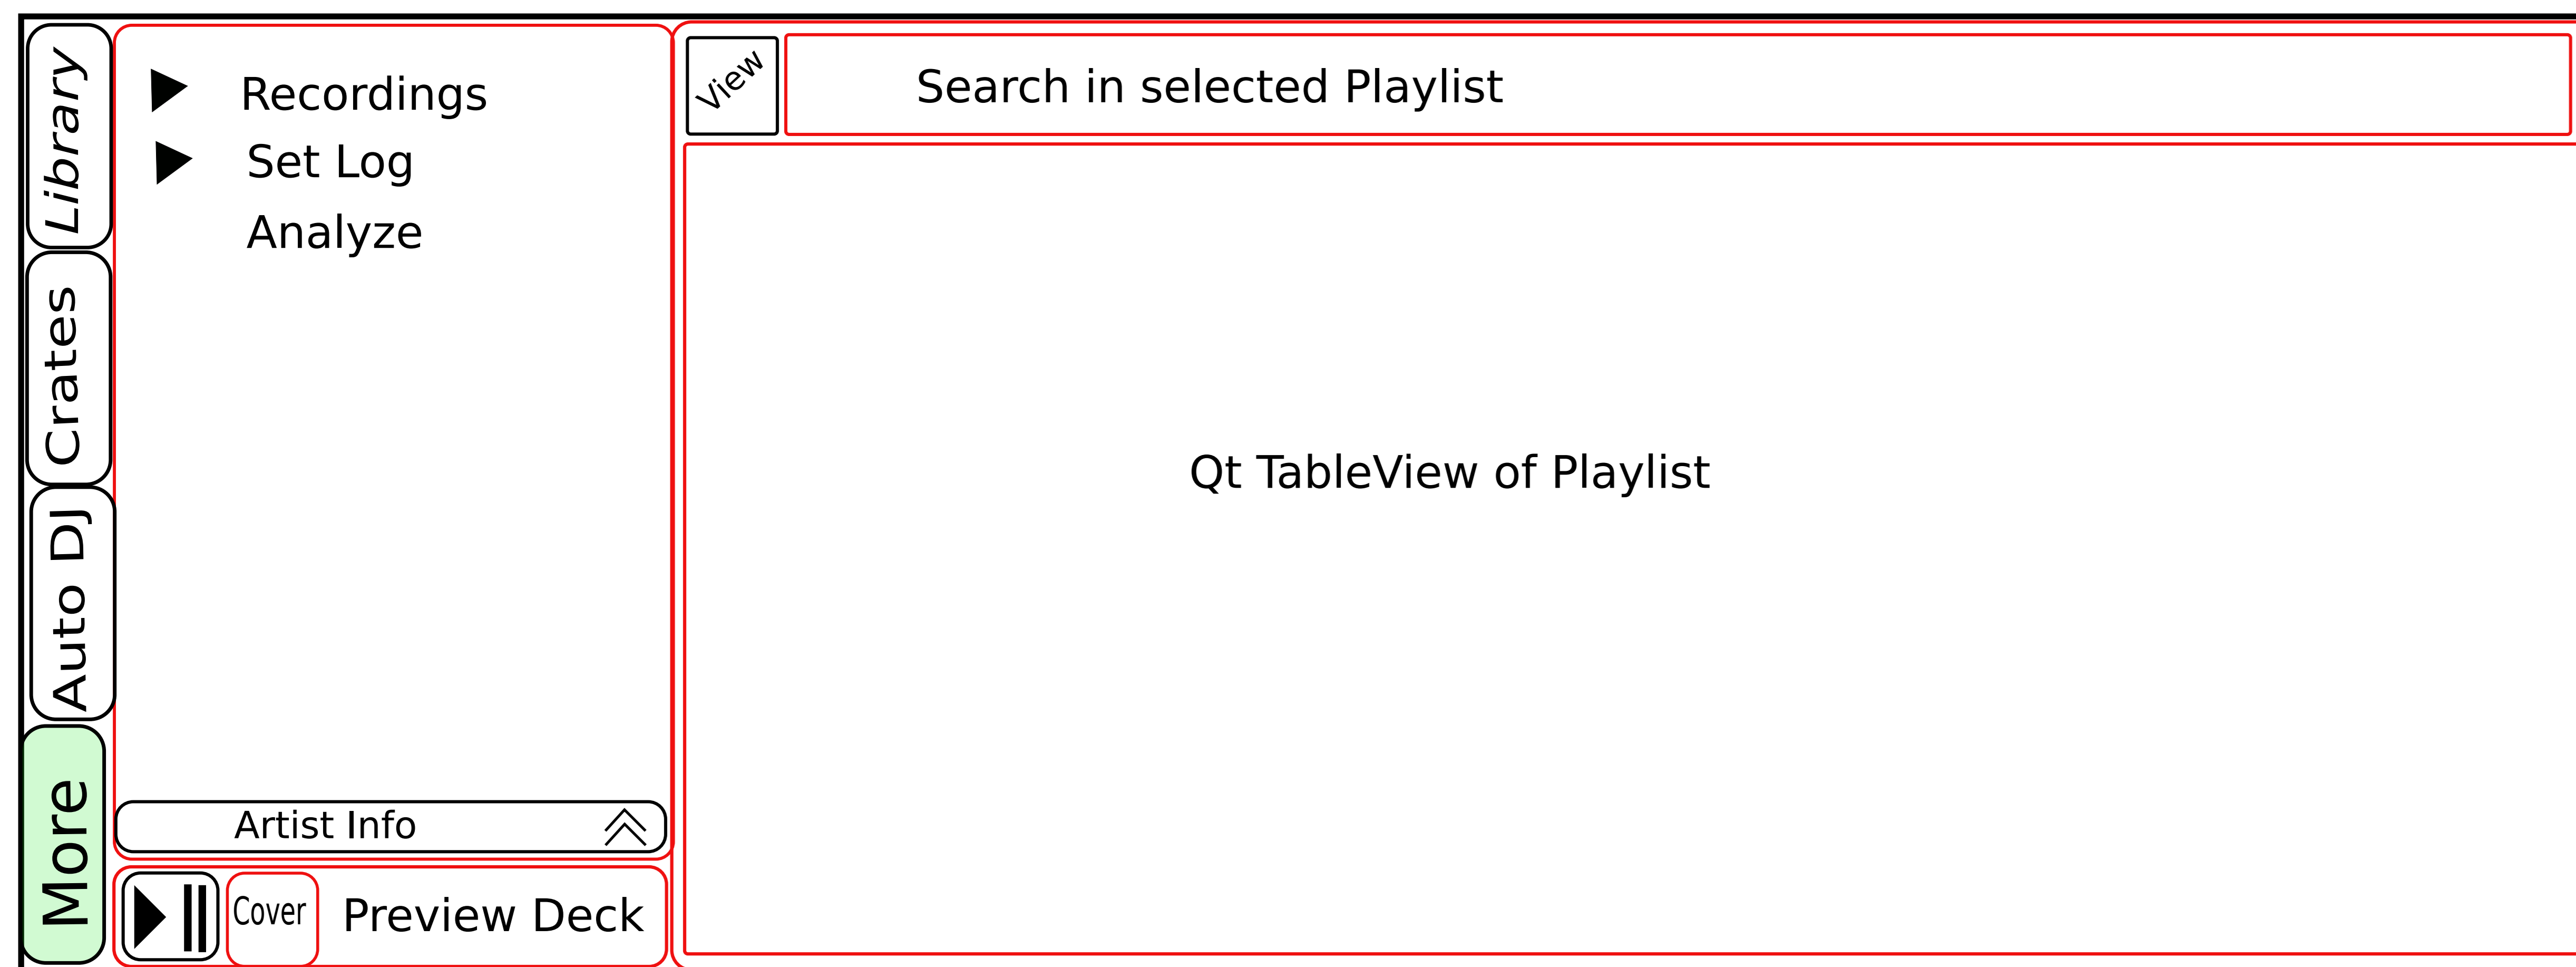 Library
Crates
Auto DJ
More
Recordings
Set Log
Analyze
Artist Info
Cover
Preview Deck
View
Search in selected Playlist
Qt TableView of Playlist